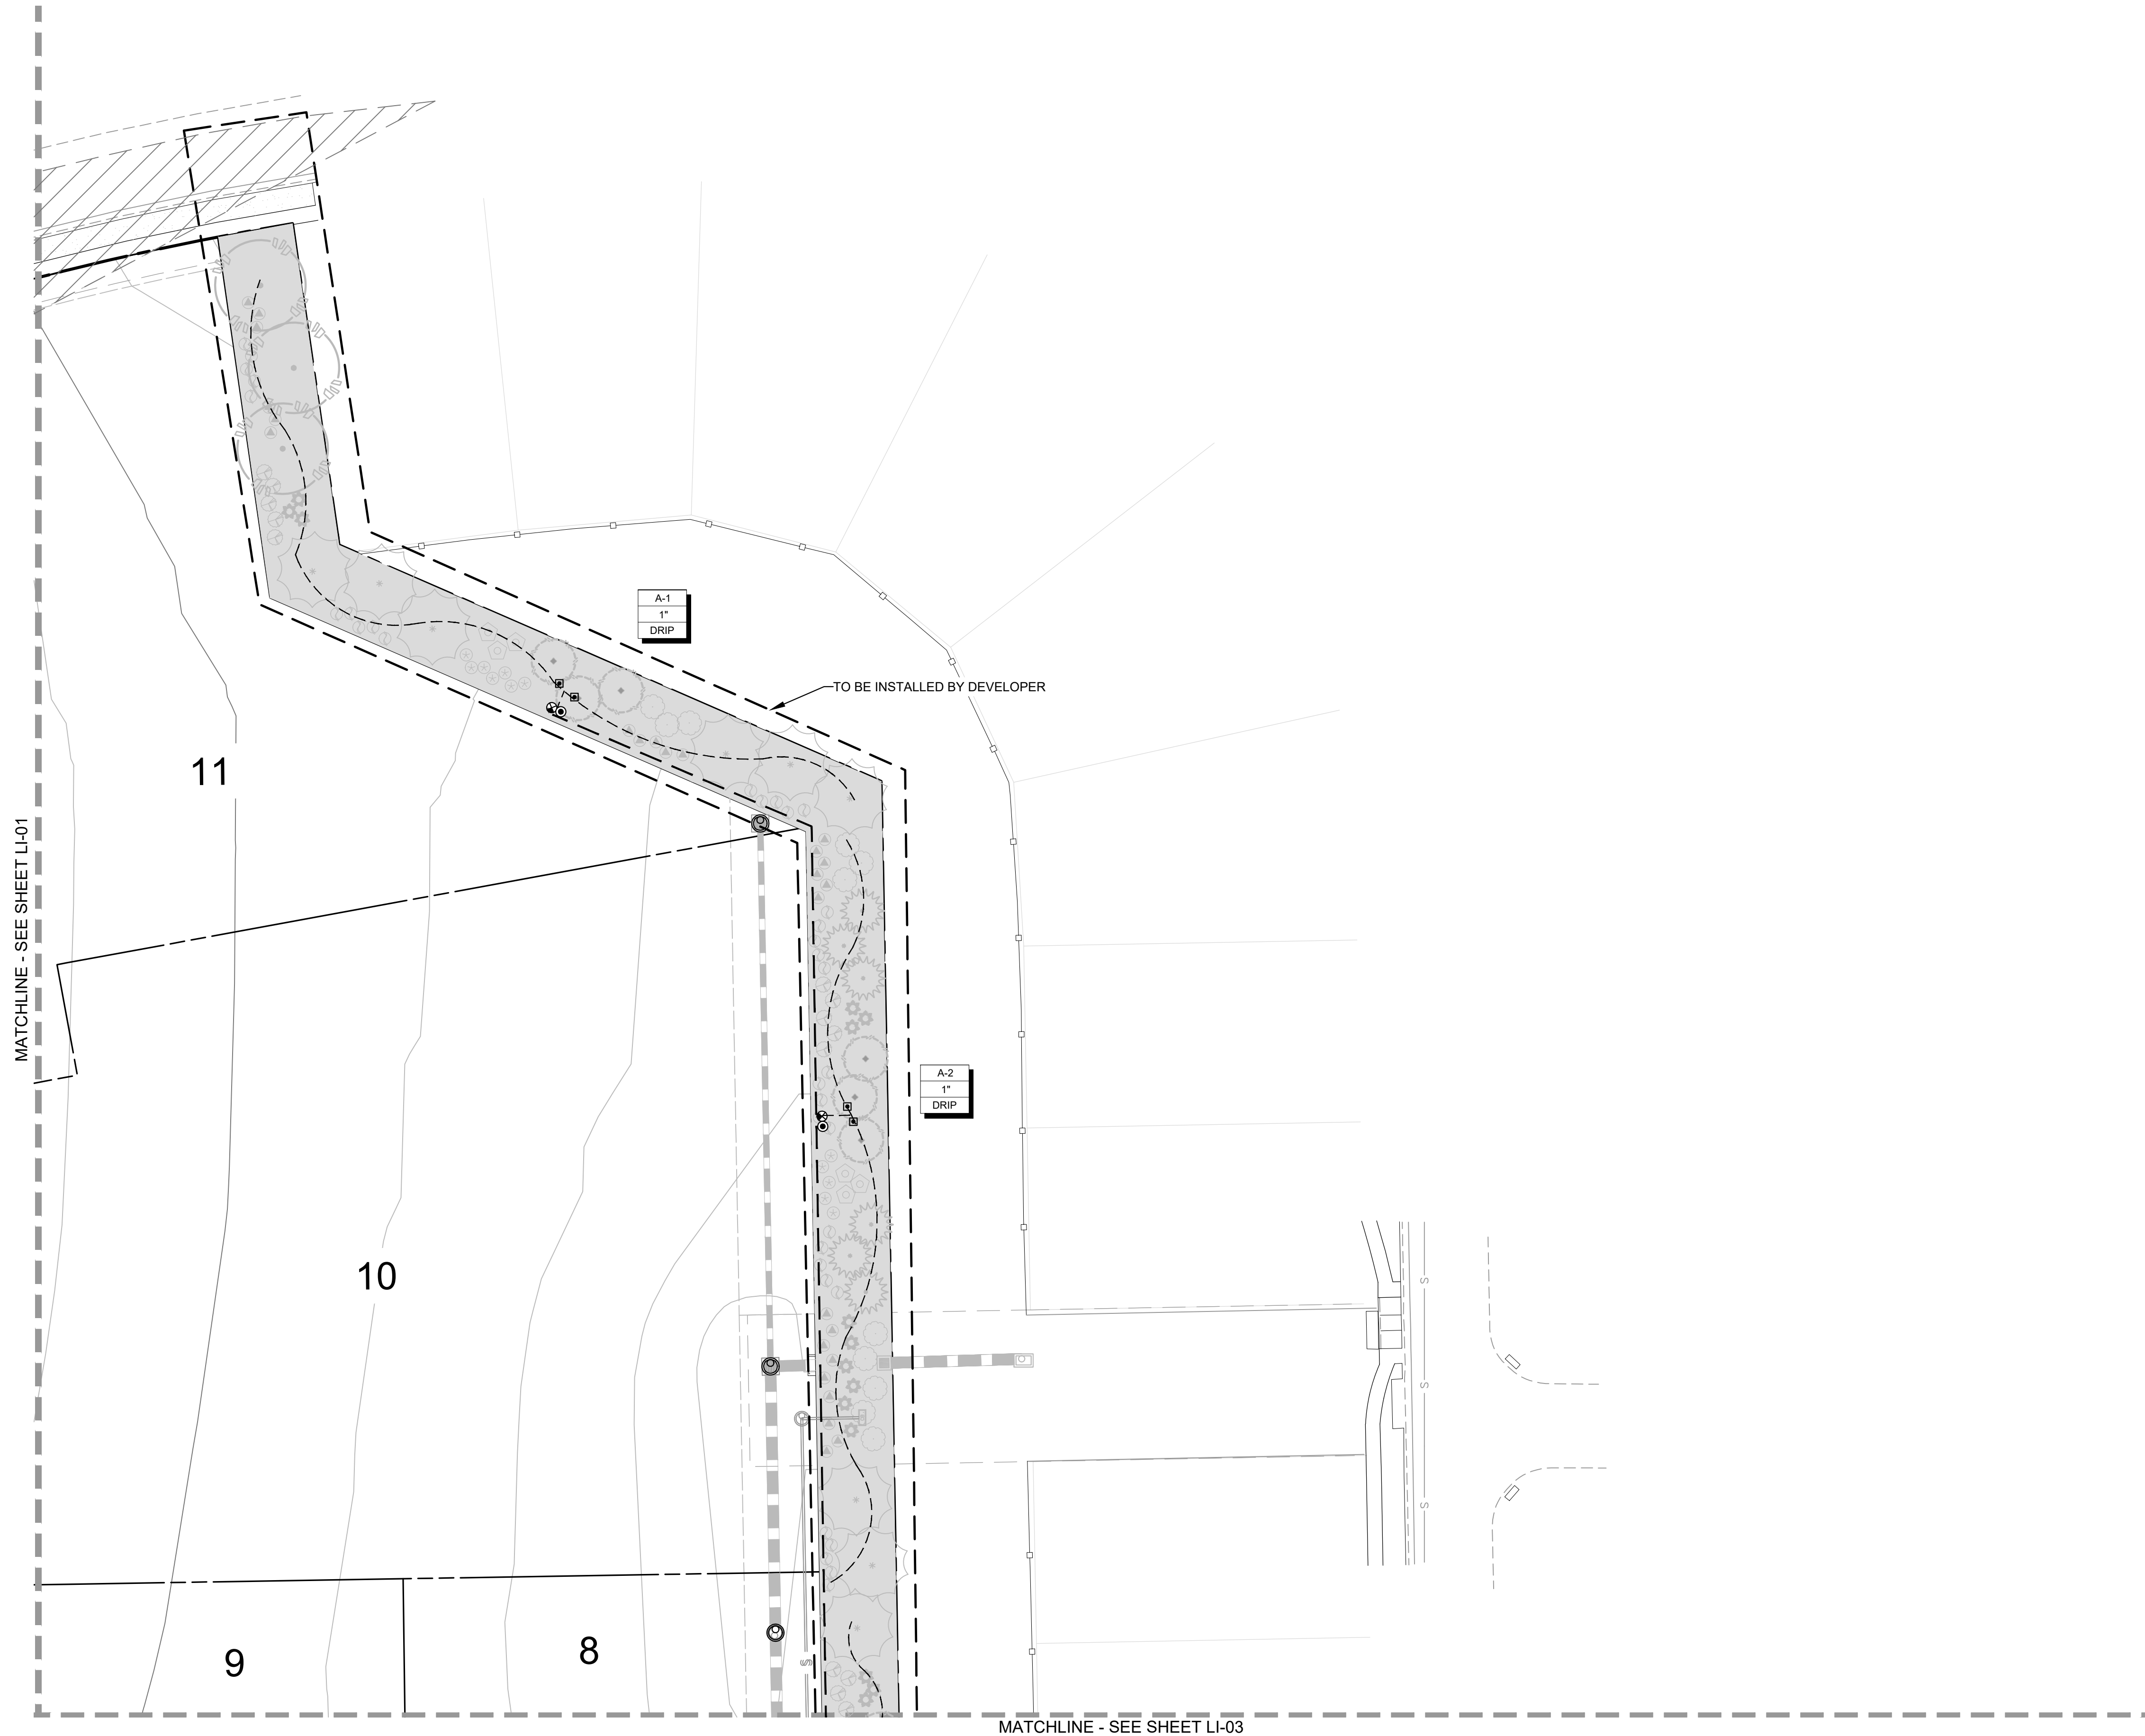 A-1
1"
DRIP
TO BE INSTALLED BY DEVELOPER
11
MATCHLINE - SEE SHEET LI-01
A-2
1"
DRIP
10
S
S
S
9
8
S
MATCHLINE - SEE SHEET LI-03